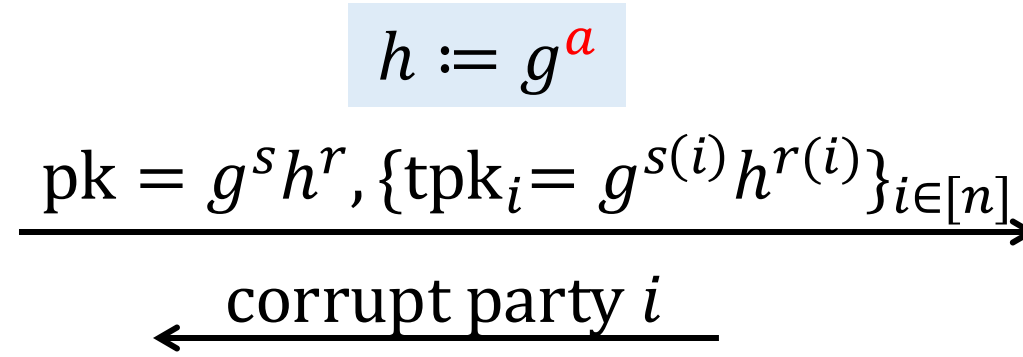 h ≔ g^a
pk = g^s h^r, {tpk_i = g^{s(i)} h^{r(i)}}_{i∈[n]}
corrupt party i